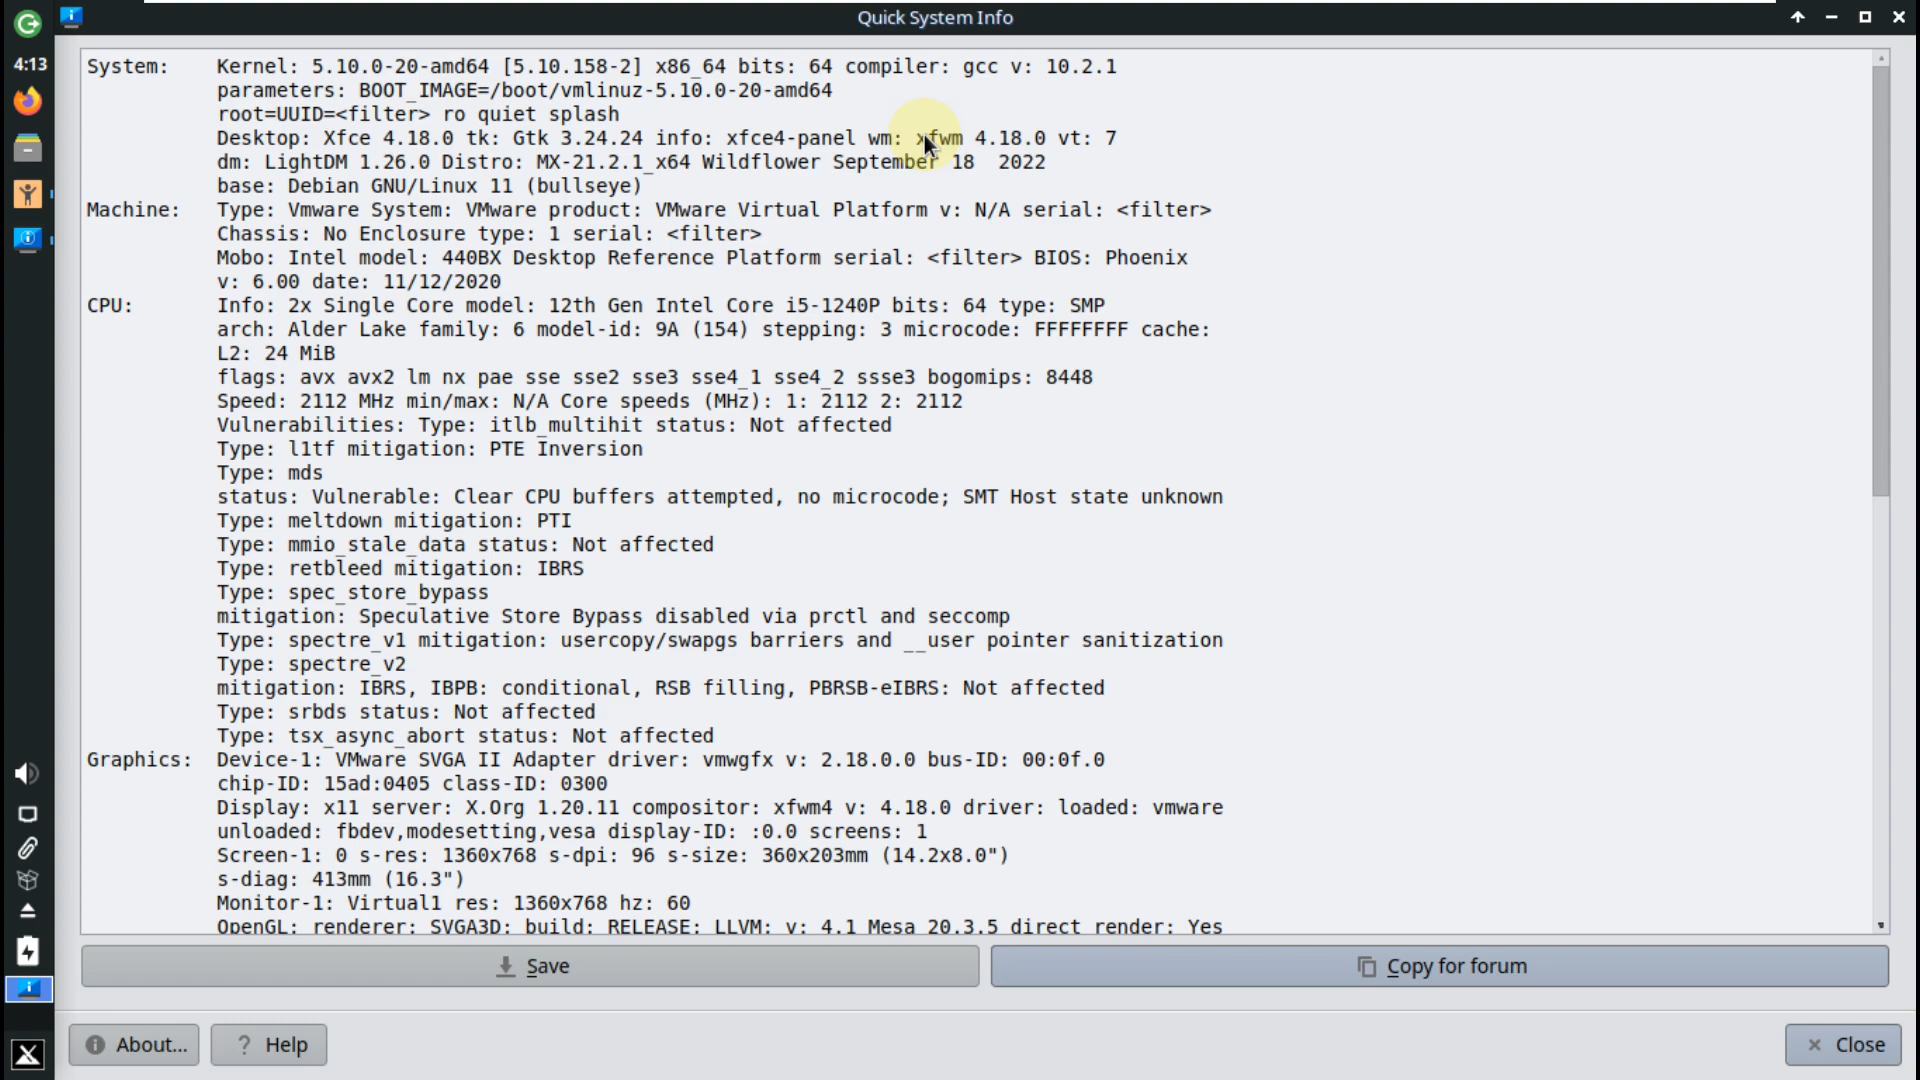 Quick System Info
4:13
System: Kernel: 5.10.0-20-amd64 [5.10.158-2] x86_64 bits: 64 compiler: gcc v: 10.2.1
parameters: BOOT_IMAGE=/boot/vmlinuz-5.10.0-20-amd64
root=UUID=<filter> ro quiet splash
Desktop: Xfce 4.18.0 tk: Gtk 3.24.24 info: xfce4-panel wm: xfwm 4.18.0 vt: 7
dm: LightDM 1.26.0 Distro: MX-21.2.1_x64 Wildflower September 18  2022
base: Debian GNU/Linux 11 (bullseye)
Machine: Type: Vmware System: VMware product: VMware Virtual Platform v: N/A serial: <filter>
Chassis: No Enclosure type: 1 serial: <filter>
Mobo: Intel model: 440BX Desktop Reference Platform serial: <filter> BIOS: Phoenix
v: 6.00 date: 11/12/2020
CPU: Info: 2x Single Core model: 12th Gen Intel Core i5-1240P bits: 64 type: SMP
arch: Alder Lake family: 6 model-id: 9A (154) stepping: 3 microcode: FFFFFFFF cache:
L2: 24 MiB
flags: avx avx2 lm nx pae sse sse2 sse3 sse4_1 sse4_2 ssse3 bogomips: 8448
Speed: 2112 MHz min/max: N/A Core speeds (MHz): 1: 2112 2: 2112
Vulnerabilities: Type: itlb_multihit status: Not affected
Type: l1tf mitigation: PTE Inversion
Type: mds
status: Vulnerable: Clear CPU buffers attempted, no microcode; SMT Host state unknown
Type: meltdown mitigation: PTI
Type: mmio_stale_data status: Not affected
Type: retbleed mitigation: IBRS
Type: spec_store_bypass
mitigation: Speculative Store Bypass disabled via prctl and seccomp
Type: spectre_v1 mitigation: usercopy/swapgs barriers and __user pointer sanitization
Type: spectre_v2
mitigation: IBRS, IBPB: conditional, RSB filling, PBRSB-eIBRS: Not affected
Type: srbds status: Not affected
Type: tsx_async_abort status: Not affected
Graphics: Device-1: VMware SVGA II Adapter driver: vmwgfx v: 2.18.0.0 bus-ID: 00:0f.0
chip-ID: 15ad:0405 class-ID: 0300
Display: x11 server: X.Org 1.20.11 compositor: xfwm4 v: 4.18.0 driver: loaded: vmware
unloaded: fbdev,modesetting,vesa display-ID: :0.0 screens: 1
Screen-1: 0 s-res: 1360x768 s-dpi: 96 s-size: 360x203mm (14.2x8.0")
s-diag: 413mm (16.3")
Monitor-1: Virtual1 res: 1360x768 hz: 60
OpenGL: renderer: SVGA3D; build: RELEASE; LLVM; v: 4.1 Mesa 20.3.5 direct render: Yes
Save
Copy for forum
About...
Help
Close